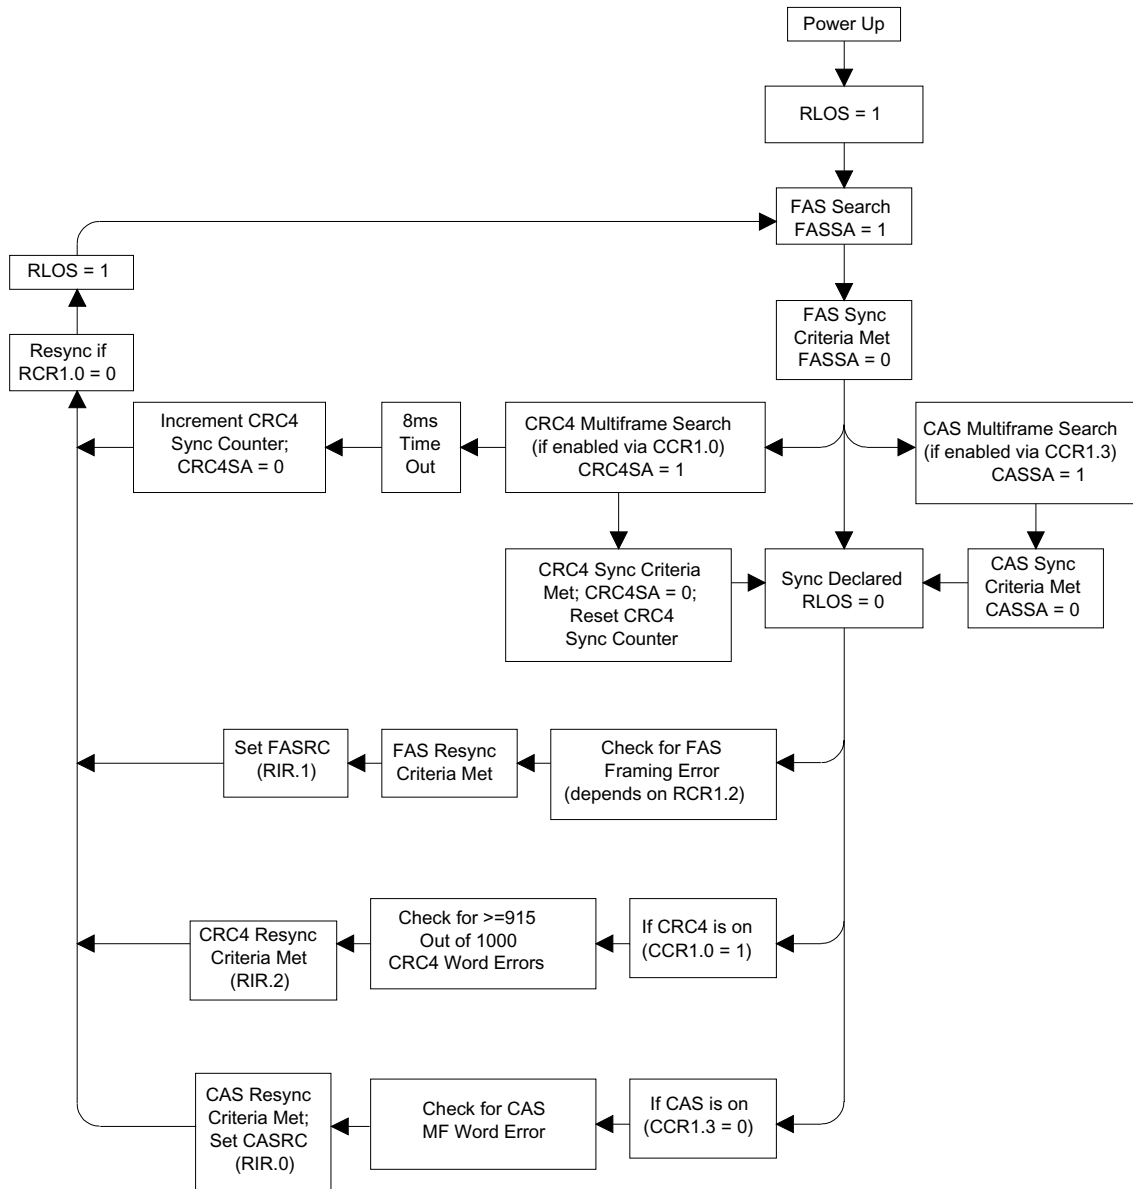 Power Up
RLOS = 1
FAS Search
FASSA = 1
RLOS = 1
FAS Sync
Criteria Met
FASSA = 0
Resync if
RCR1.0 = 0
Increment CRC4
Sync Counter;
CRC4SA = 0
8ms
Time
Out
CRC4 Multiframe Search
(if enabled via CCR1.0)
CRC4SA = 1
CAS Multiframe Search
(if enabled via CCR1.3)
CASSA = 1
CRC4 Sync Criteria
Met; CRC4SA = 0;
Reset CRC4
Sync Counter
Sync Declared
RLOS = 0
CAS Sync
Criteria Met
CASSA = 0
Set FASRC
(RIR.1)
FAS Resync
Criteria Met
Check for FAS
Framing Error
(depends on RCR1.2)
CRC4 Resync
Criteria Met
(RIR.2)
Check for >=915
Out of 1000
CRC4 Word Errors
If CRC4 is on
(CCR1.0 = 1)
CAS Resync
Criteria Met;
Set CASRC
(RIR.0)
Check for CAS
MF Word Error
If CAS is on
(CCR1.3 = 0)